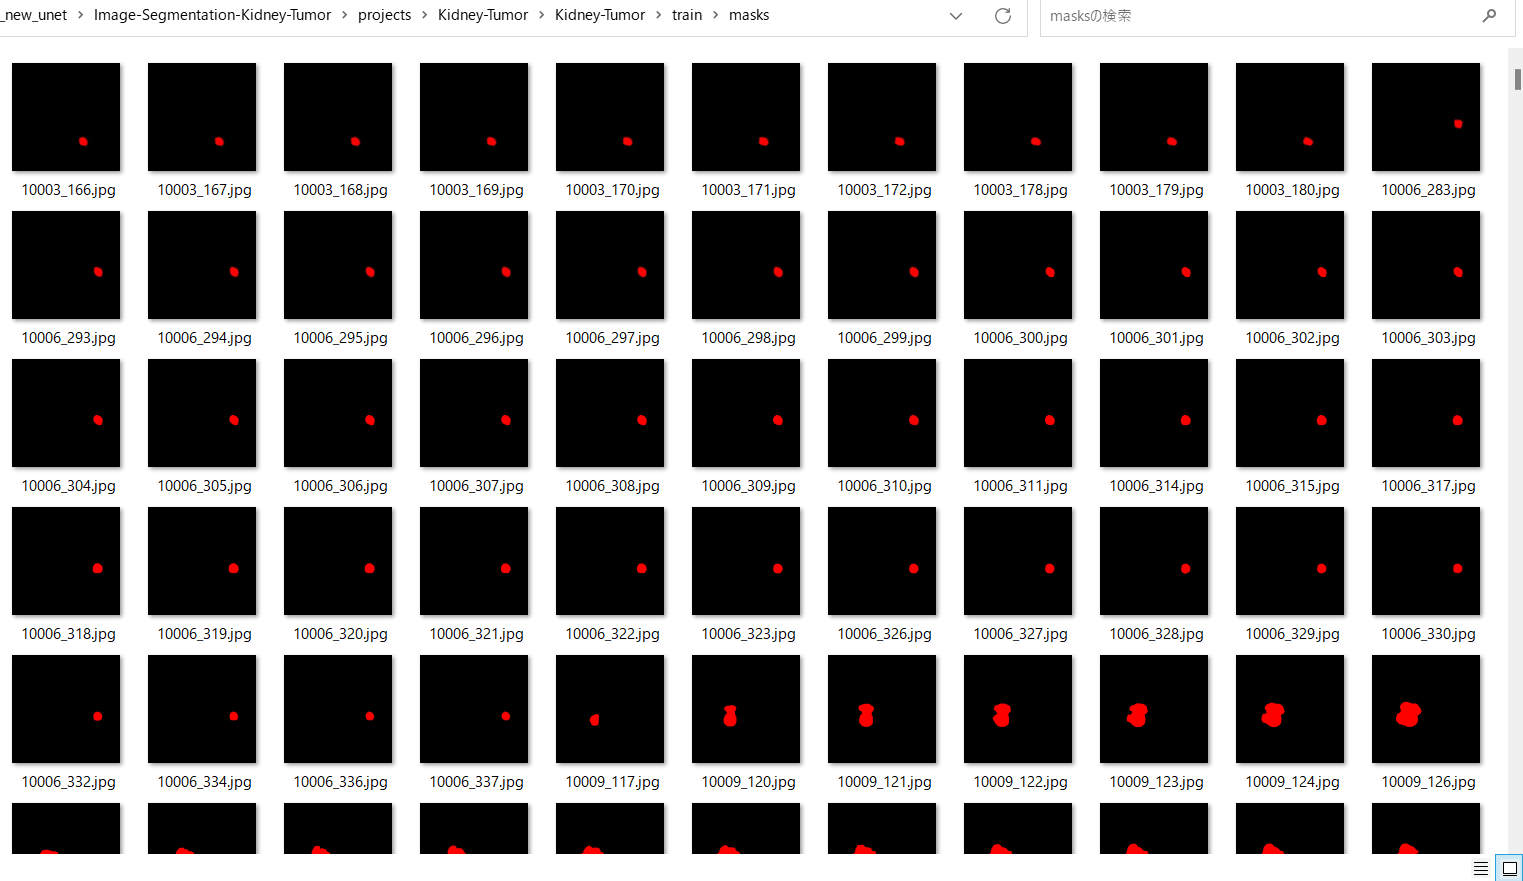 _new_unet > Image-Segmentation-Kidney-Tumor > projects > Kidney-Tumor > Kidney-Tumor > train > masks
masksの検索
10003_166.jpg 10003_167.jpg 10003_168.jpg 10003_169.jpg 10003_170.jpg 10003_171.jpg 10003_172.jpg 10003_178.jpg 10003_179.jpg 10003_180.jpg 10006_283.jpg
10006_293.jpg 10006_294.jpg 10006_295.jpg 10006_296.jpg 10006_297.jpg 10006_298.jpg 10006_299.jpg 10006_300.jpg 10006_301.jpg 10006_302.jpg 10006_303.jpg
10006_304.jpg 10006_305.jpg 10006_306.jpg 10006_307.jpg 10006_308.jpg 10006_309.jpg 10006_310.jpg 10006_311.jpg 10006_314.jpg 10006_315.jpg 10006_317.jpg
10006_318.jpg 10006_319.jpg 10006_320.jpg 10006_321.jpg 10006_322.jpg 10006_323.jpg 10006_326.jpg 10006_327.jpg 10006_328.jpg 10006_329.jpg 10006_330.jpg
10006_332.jpg 10006_334.jpg 10006_336.jpg 10006_337.jpg 10009_117.jpg 10009_120.jpg 10009_121.jpg 10009_122.jpg 10009_123.jpg 10009_124.jpg 10009_126.jpg